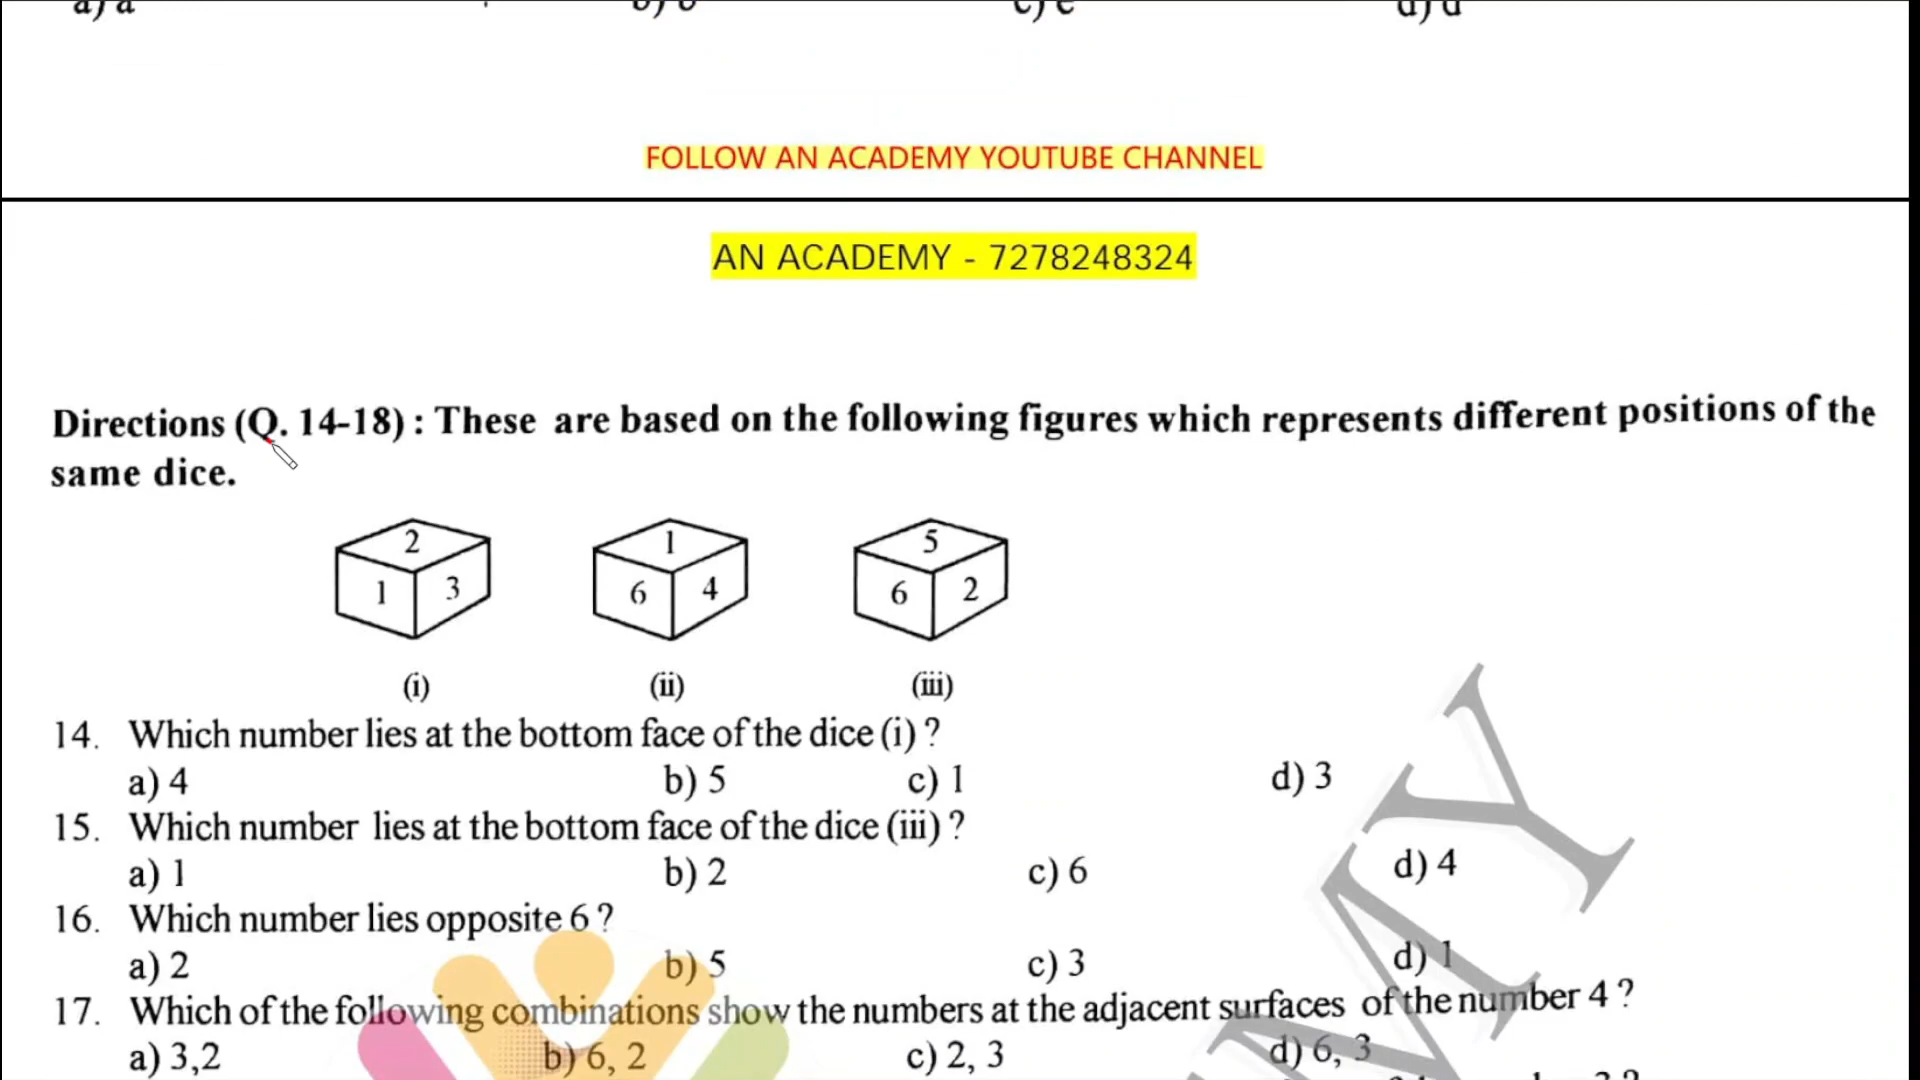 a) a b) b c) c d) d
FOLLOW AN ACADEMY YOUTUBE CHANNEL
AN ACADEMY - 7278248324
Directions (Q. 14-18) : These are based on the following figures which represents different positions of the
same dice.
2 1 5
1 3 6 4 6 2
(i) (ii) (iii)
14. Which number lies at the bottom face of the dice (i) ?
a) 4 b) 5 c) 1 d) 3
15. Which number lies at the bottom face of the dice (iii) ?
a) 1 b) 2 c) 6 d) 4
16. Which number lies opposite 6 ?
a) 2 b) 5 c) 3 d) 1
17. Which of the following combinations show the numbers at the adjacent surfaces of the number 4 ?
a) 3,2 b) 6, 2 c) 2, 3 d) 6, 3
MY